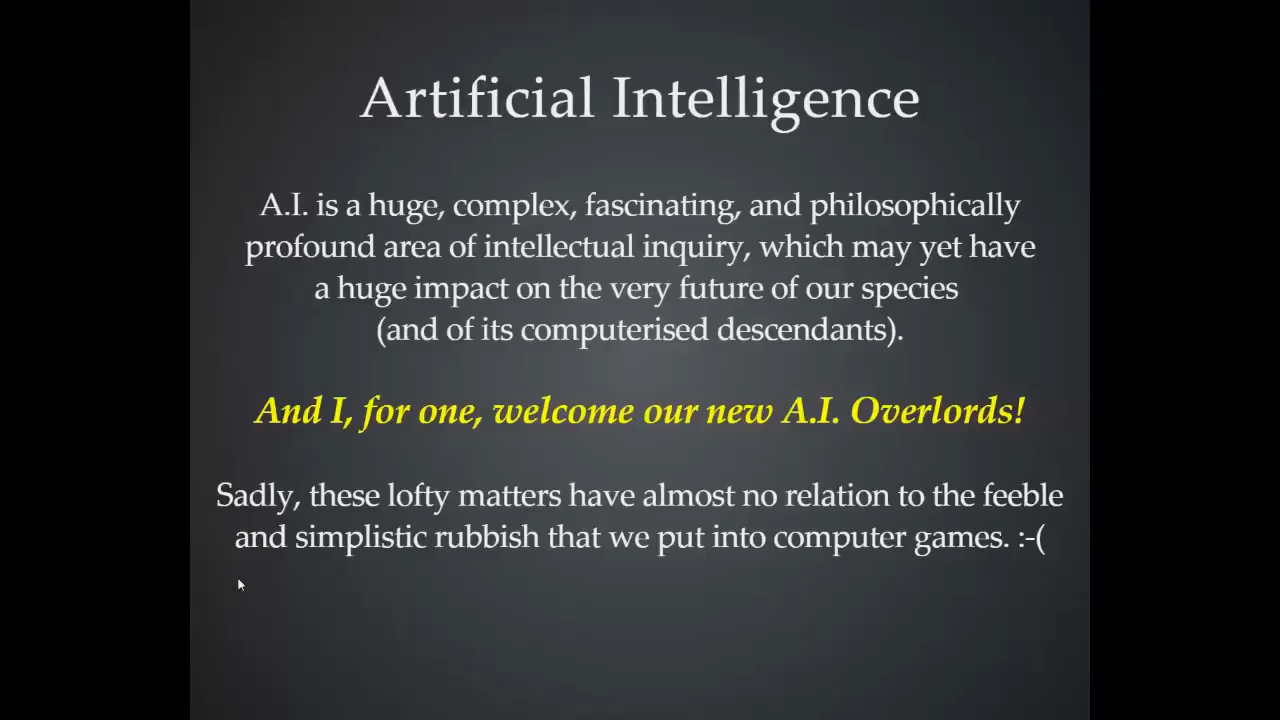 Artificial Intelligence
A.I. is a huge, complex, fascinating, and philosophically
profound area of intellectual inquiry, which may yet have
a huge impact on the very future of our species
(and of its computerised descendants).
And I, for one, welcome our new A.I. Overlords!
Sadly, these lofty matters have almost no relation to the feeble
and simplistic rubbish that we put into computer games. :-(